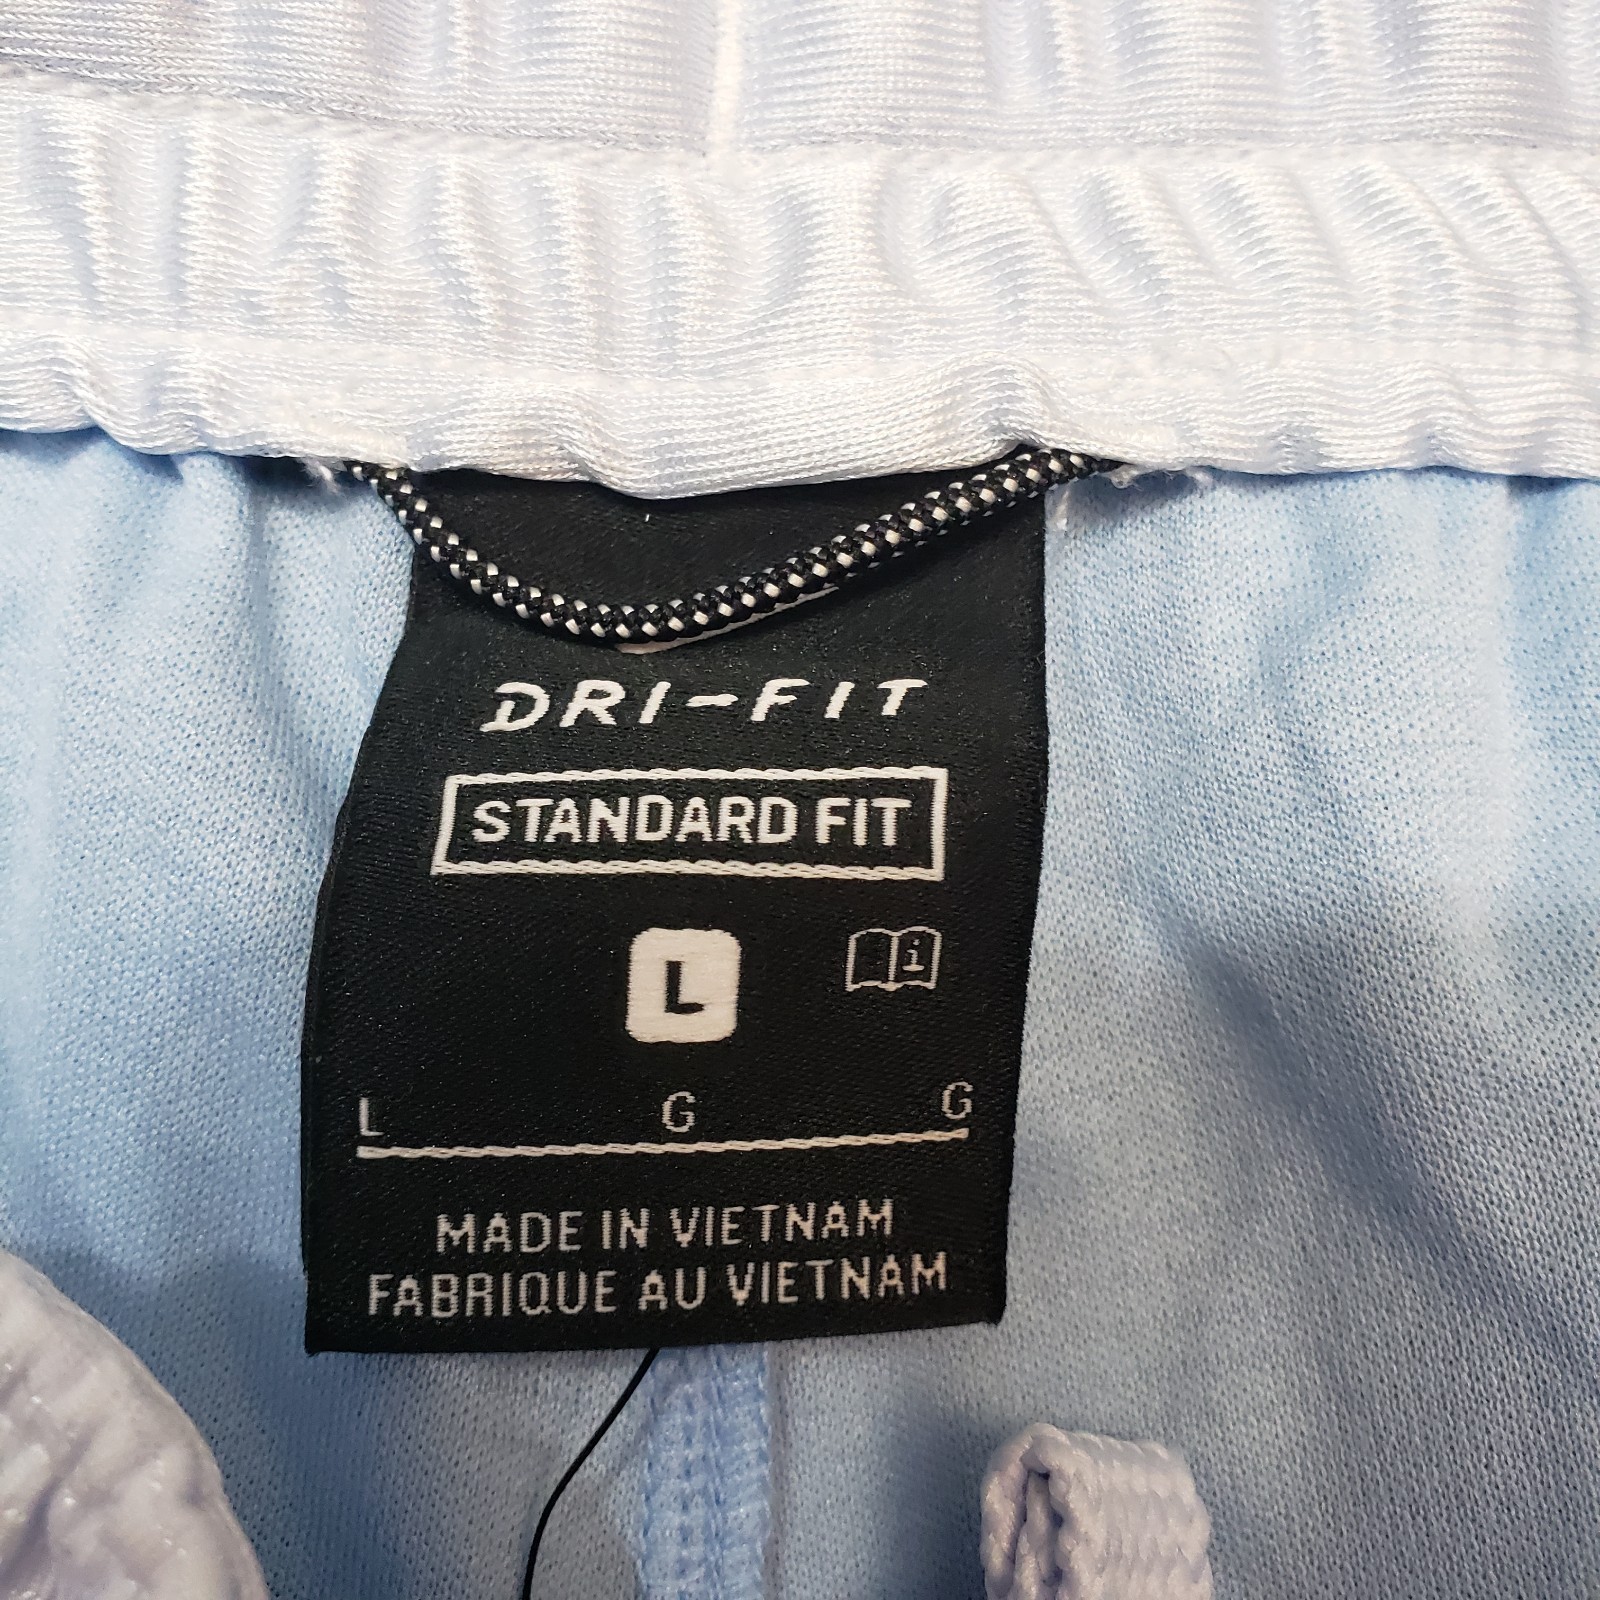 DRI-FIT
STANDARD FIT
L
i
L G G
MADE IN VIETNAM
FABRIQUE AU VIETNAM